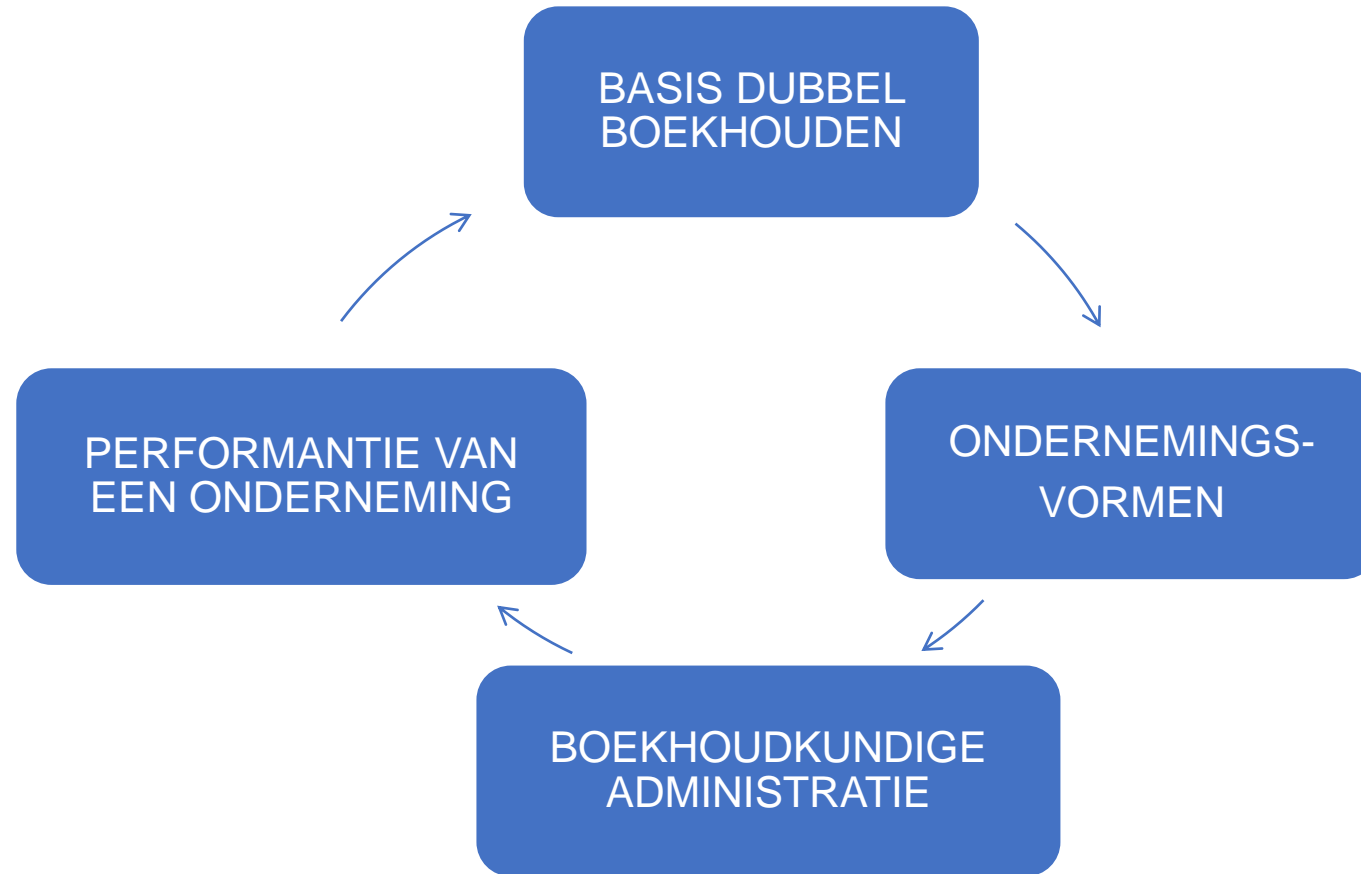 BASIS DUBBEL
BOEKHOUDEN
ONDERNEMINGS-
VORMEN
BOEKHOUDKUNDIGE
ADMINISTRATIE
PERFORMANTIE VAN
EEN ONDERNEMING